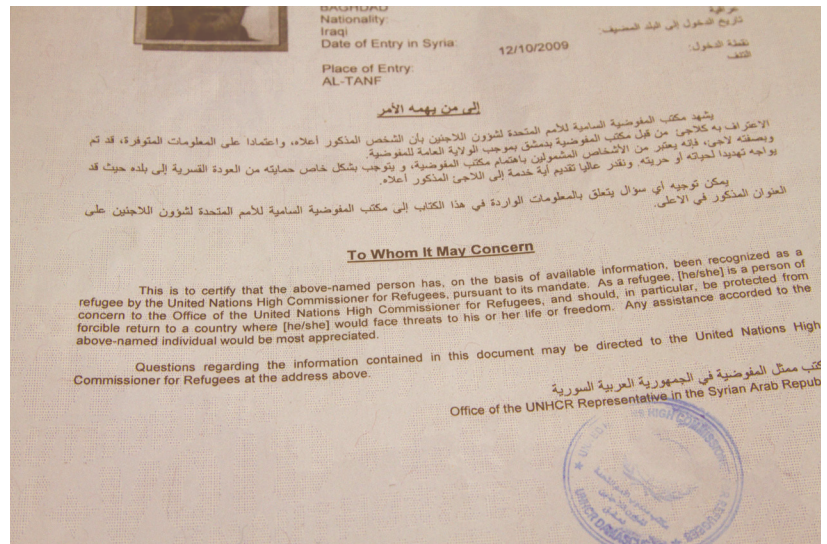 BAGHDAD
Nationality:
Iraqi
Date of Entry in Syria:
12/10/2009
Place of Entry:
AL-TANF
عراقية
تاريخ الدخول إلى البلد المضيف:
نقطة الدخول:
التنف
إلى من يهمه الأمر
يشهد مكتب المفوضية السامية للأمم المتحدة لشؤون اللاجئين بأن الشخص المذكور أعلاه، واعتمادا على المعلومات المتوفرة، قد تم
الاعتراف به كلاجئ من قبل مكتب المفوضية بدمشق بموجب الولاية العامة للمفوضية.
وبصفته لاجئ، فإنه يعتبر من الأشخاص المشمولين باهتمام مكتب المفوضية، و يتوجب بشكل خاص حمايته من العودة القسرية إلى بلده حيث قد
يواجه تهديدا لحياته أو حريته. ونقدر عاليا تقديم أية خدمة إلى اللاجئ المذكور أعلاه.
يمكن توجيه أي سؤال يتعلق بالمعلومات الواردة في هذا الكتاب إلى مكتب المفوضية السامية للأمم المتحدة لشؤون اللاجئين على
العنوان المذكور في الاعلى.
To Whom It May Concern
This is to certify that the above-named person has, on the basis of available information, been recognized as a
refugee by the United Nations High Commissioner for Refugees, pursuant to its mandate. As a refugee, [he/she] is a person of
concern to the Office of the United Nations High Commissioner for Refugees, and should, in particular, be protected from
forcible return to a country where [he/she] would face threats to his or her life or freedom. Any assistance accorded to the
above-named individual would be most appreciated.
Questions regarding the information contained in this document may be directed to the United Nations High
Commissioner for Refugees at the address above.
كتب ممثل المفوضية في الجمهورية العربية السورية
Office of the UNHCR Representative in the Syrian Arab Repub
HIGH COMMISSIONER FOR REFUGEES
UNHCR